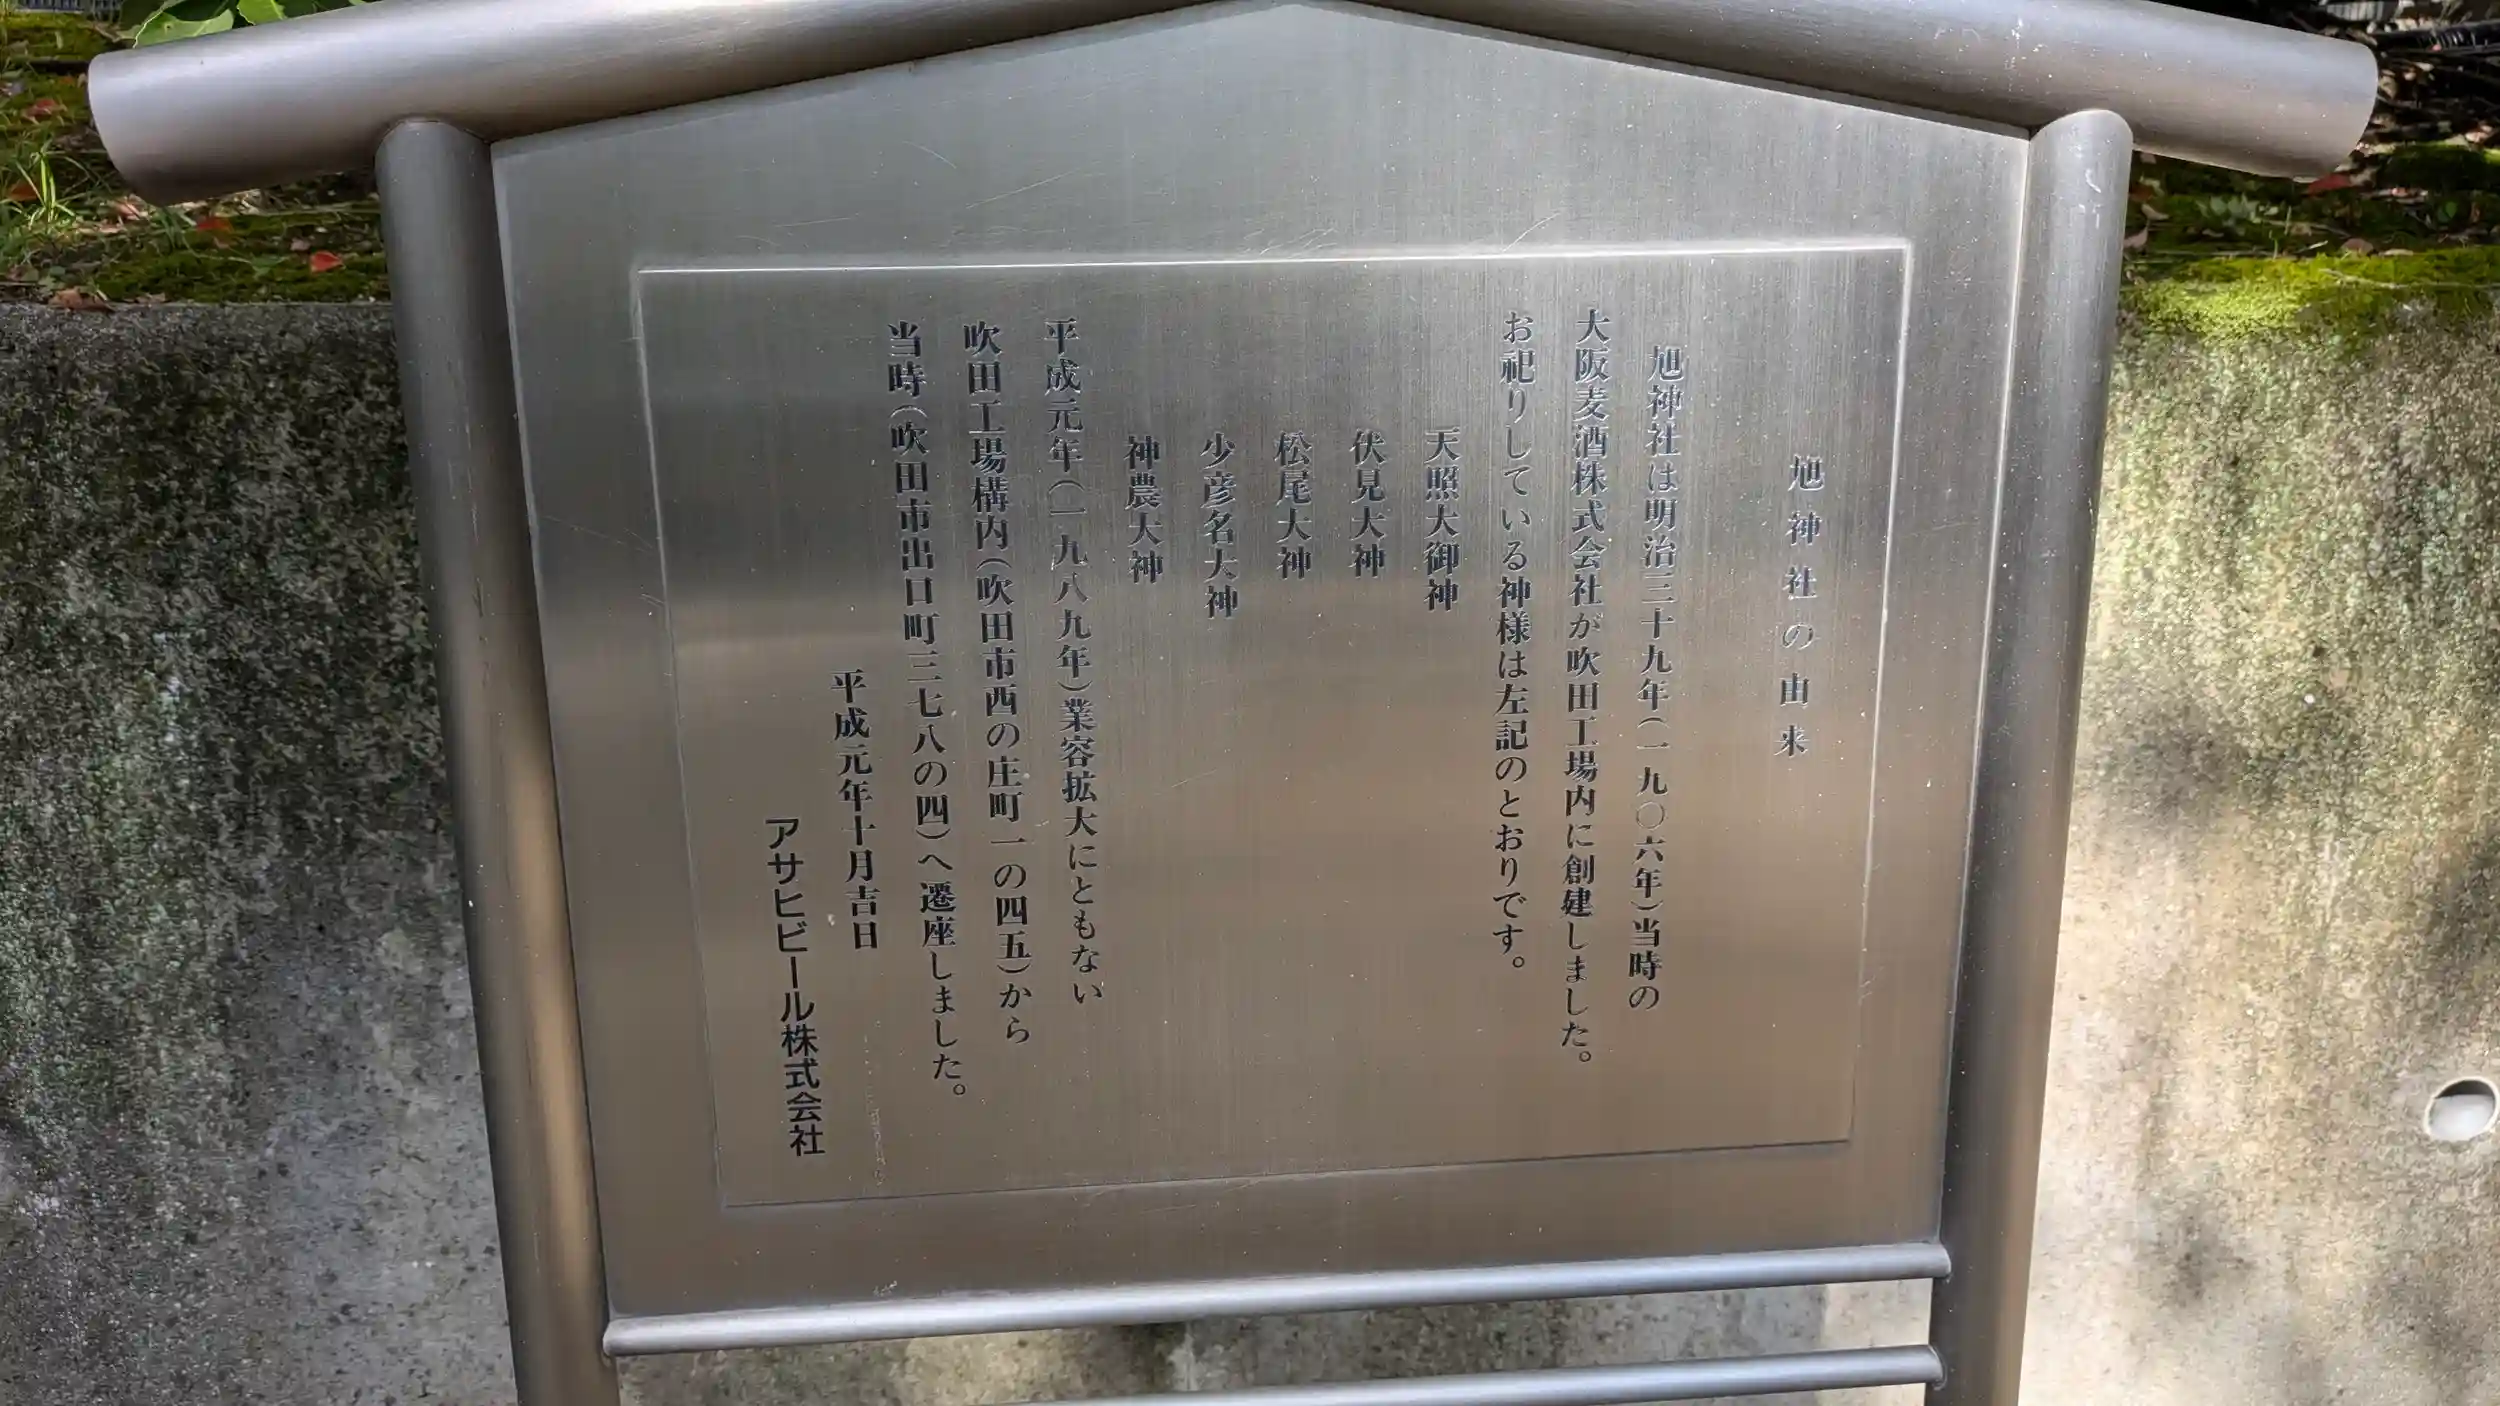 旭神社の由来
旭神社は明治三十九年(一九〇六年)当時の
大阪麦酒株式会社が吹田工場内に創建しました。
お祀りしている神様は左記のとおりです。
天照大御神
伏見大神
松尾大神
少彦名大神
神農大神
平成元年(一九八九年)業容拡大にともない
吹田工場構内(吹田市西の庄町一の四五)から
当時(吹田市出口町三七八の四)へ遷座しました。
平成元年十月吉日
アサヒビール株式会社